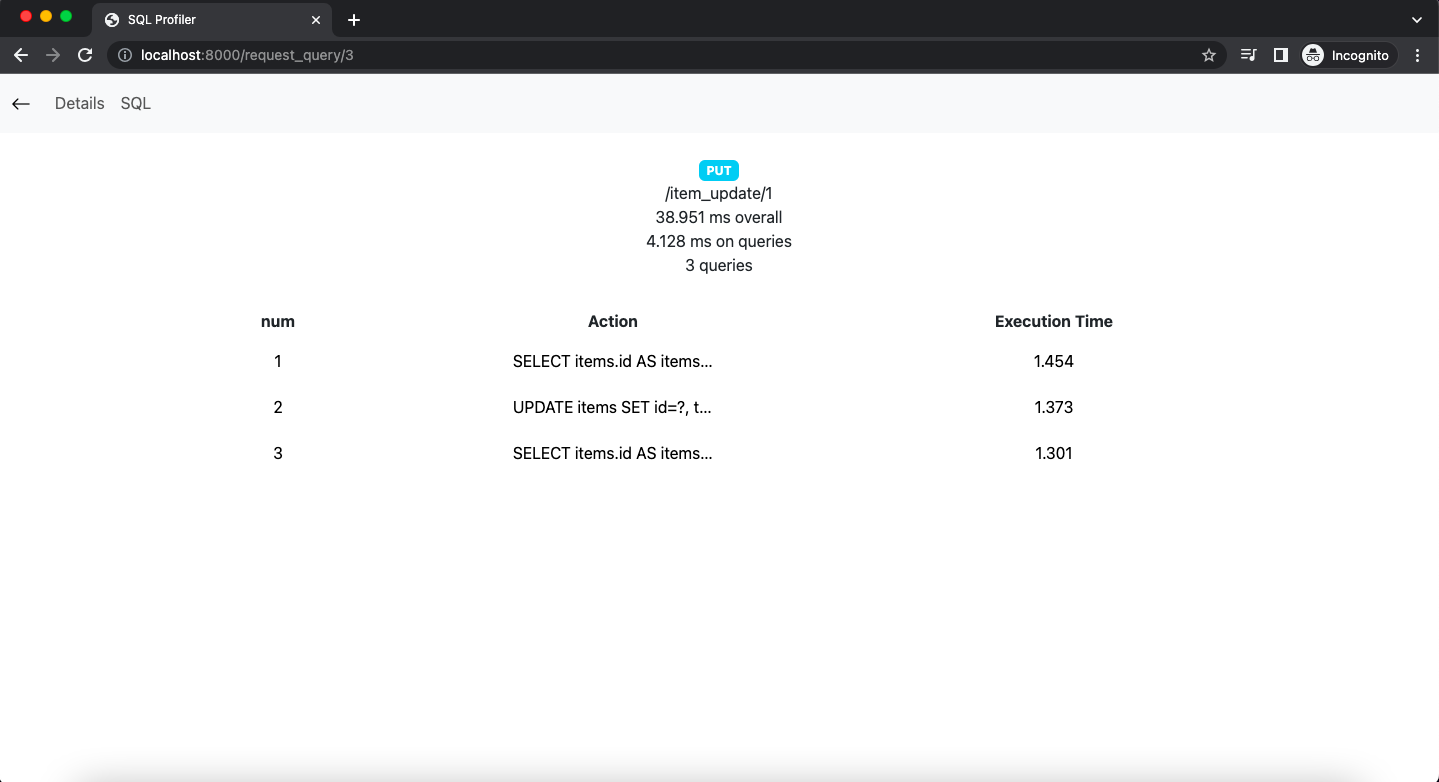 SQL Profiler
localhost:8000/request_query/3
Incognito
Details SQL
PUT
/item_update/1
38.951 ms overall
4.128 ms on queries
3 queries
num Action Execution Time
1 SELECT items.id AS items... 1.454
2 UPDATE items SET id=?, t... 1.373
3 SELECT items.id AS items... 1.301